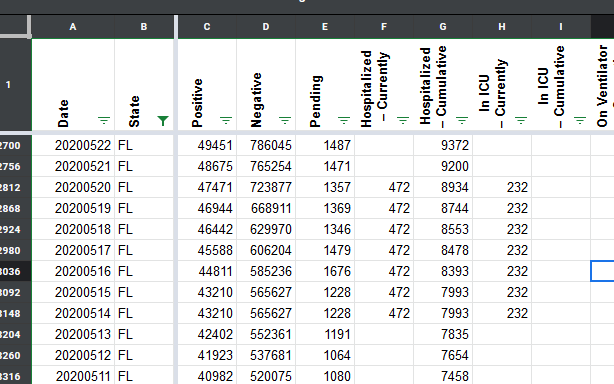 A B C D E F G H I
1 Date State Positive Negative Pending Hospitalized – Currently Hospitalized – Cumulative In ICU – Currently In ICU – Cumulative On Ventilator
2700 20200522 FL 49451 786045 1487 9372
2756 20200521 FL 48675 765254 1471 9200
2812 20200520 FL 47471 723877 1357 472 8934 232
2868 20200519 FL 46944 668911 1369 472 8744 232
2924 20200518 FL 46442 629970 1346 472 8553 232
2980 20200517 FL 45588 606204 1479 472 8478 232
3036 20200516 FL 44811 585236 1676 472 8393 232
3092 20200515 FL 43210 565627 1228 472 7993 232
3148 20200514 FL 43210 565627 1228 472 7993 232
3204 20200513 FL 42402 552361 1191 7835
3260 20200512 FL 41923 537681 1064 7654
3316 20200511 FL 40982 520075 1080 7458